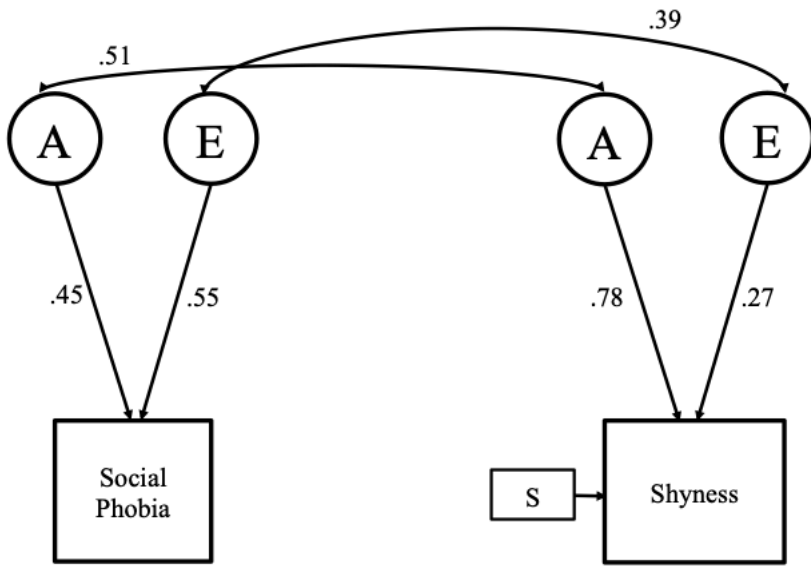 .51
.39
A
E
A
E
.45
.55
.78
.27
Social
Phobia
S
Shyness